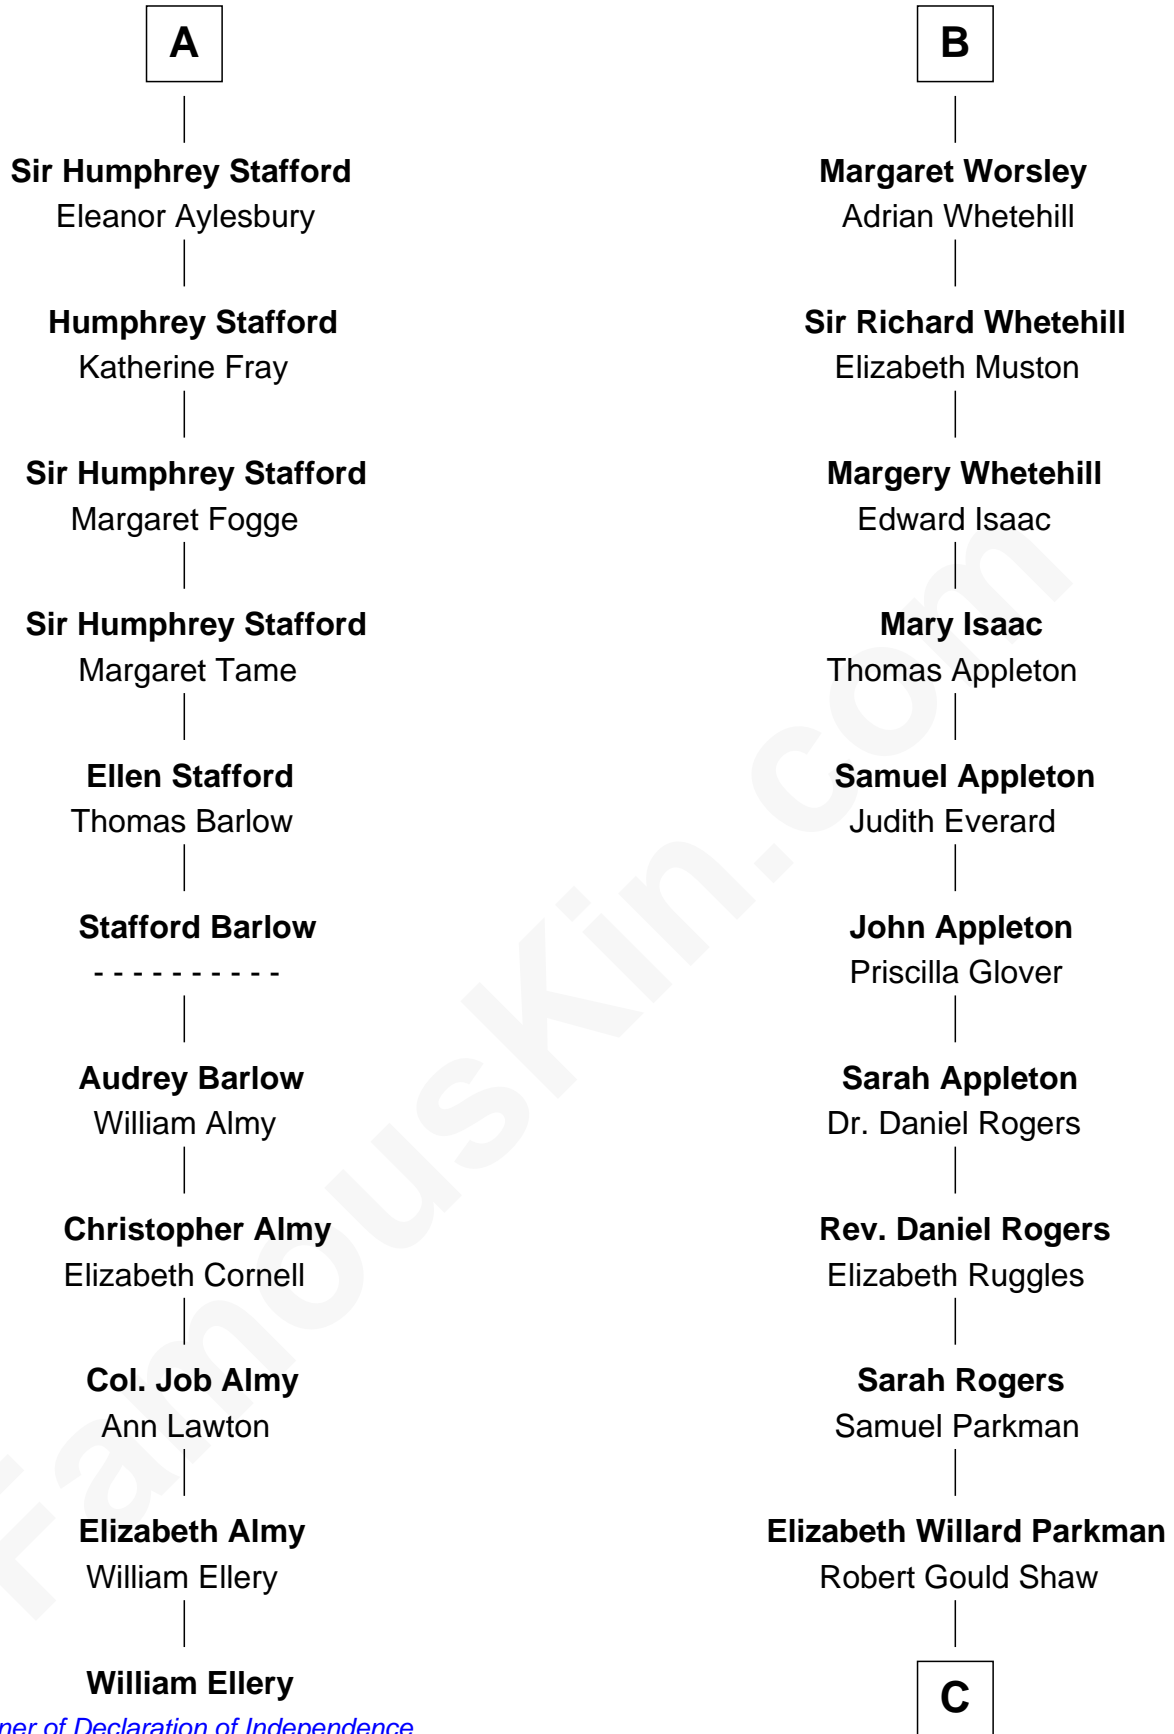 A
Sir Humphrey Stafford
Eleanor Aylesbury
Humphrey Stafford
Katherine Fray
Sir Humphrey Stafford
Margaret Fogge
Sir Humphrey Stafford
Margaret Tame
Ellen Stafford
Thomas Barlow
Stafford Barlow
- - - - - - - - - -
Audrey Barlow
William Almy
Christopher Almy
Elizabeth Cornell
Col. Job Almy
Ann Lawton
Elizabeth Almy
William Ellery
William Ellery
of Declaration of Independence
B
Margaret Worsley
Adrian Whetehill
Sir Richard Whetehill
Elizabeth Muston
Margery Whetehill
Edward Isaac
Mary Isaac
Thomas Appleton
Samuel Appleton
Judith Everard
John Appleton
Priscilla Glover
Sarah Appleton
Dr. Daniel Rogers
Rev. Daniel Rogers
Elizabeth Ruggles
Sarah Rogers
Samuel Parkman
Elizabeth Willard Parkman
Robert Gould Shaw
C
FamousKin.com